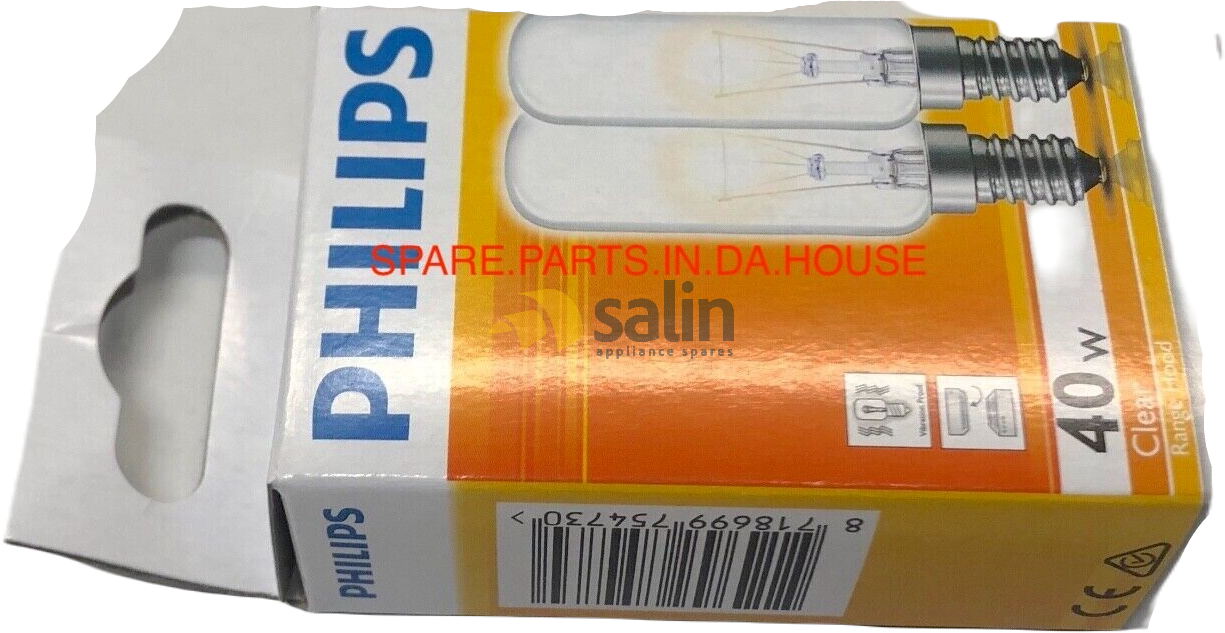 PHILIPS
SPARE.PARTS.IN.DA.HOUSE
salin
appliance spares
Vibration Proof
40 W
Clear
Range Hood
PHILIPS
8 718699 754730 >
CE